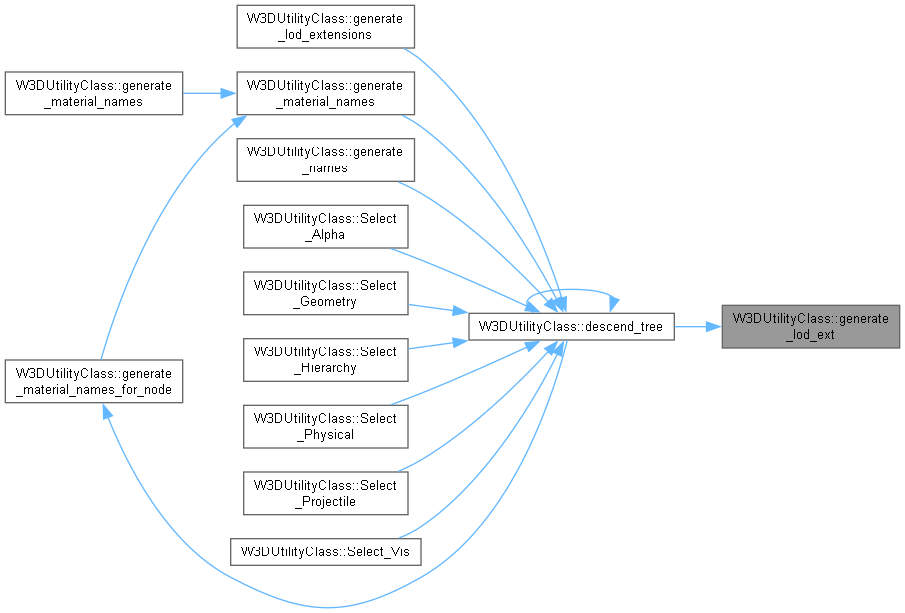 W3DUtilityClass::generate
_lod_extensions
W3DUtilityClass::generate
_material_names
W3DUtilityClass::generate
_material_names
W3DUtilityClass::generate
_names
W3DUtilityClass::Select
_Alpha
W3DUtilityClass::Select
_Geometry
W3DUtilityClass::descend_tree
W3DUtilityClass::generate
_lod_ext
W3DUtilityClass::Select
_Hierarchy
W3DUtilityClass::generate
_material_names_for_node
W3DUtilityClass::Select
_Physical
W3DUtilityClass::Select
_Projectile
W3DUtilityClass::Select_Vis